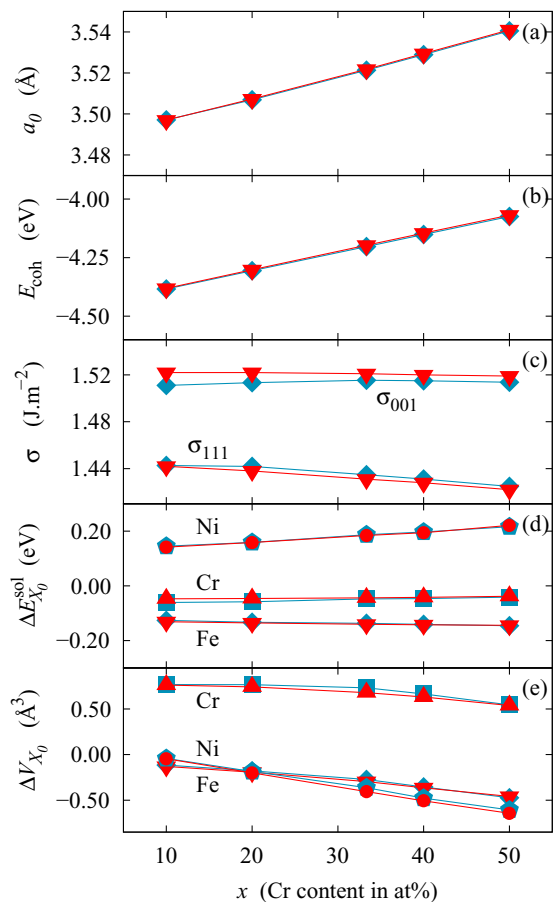 3.54
3.52
3.50
3.48
a0 (Å)
(a)
−4.00
−4.25
−4.50
Ecoh (eV)
(b)
1.52
1.48
1.44
σ (J.m−2)
(c)
σ001
σ111
0.20
0.00
−0.20
ΔEX0sol (eV)
(d)
Ni
Cr
Fe
0.50
0.00
−0.50
ΔVX0 (Å3)
(e)
Cr
Ni
Fe
10 20 30 40 50
x (Cr content in at%)